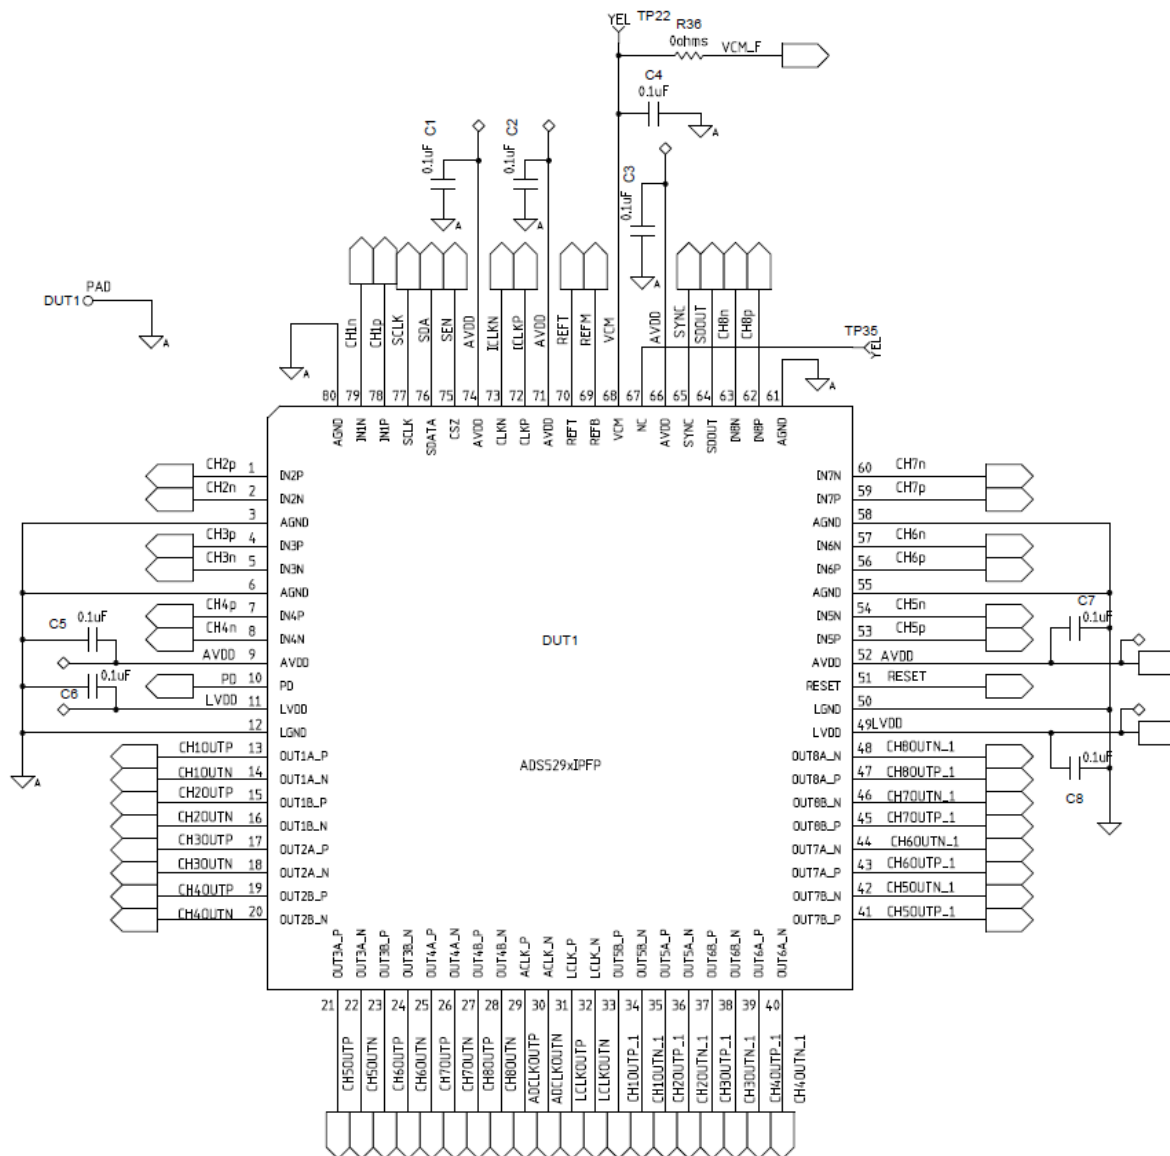 YEL TP22
R36
0ohms
VCM_F
C4
0.1uF
A
C1
0.1uF
A
C2
0.1uF
A
C3
0.1uF
A
PAD
DUT1
A
A
CH1n
CH1p
SCLK
SDA
SEN
AVDD
ICLKN
ICLKP
AVDD
REFT
REFM
VCM
AVDD
SYNC
SDOUT
CH8n
CH8p
TP35
YEL
A
80 79 78 77 76 75 74 73 72 71 70 69 68 67 66 65 64 63 62 61
AGND
IN1N
IN1P
SCLK
SDATA
CSZ
AVDD
CLKN
CLKP
AVDD
REFT
REFB
VCM
NC
AVDD
SYNC
SDOUT
IN8N
IN8P
AGND
CH2p 1 IN2P
CH2n 2 IN2N
3 AGND
CH3p 4 IN3P
CH3n 5 IN3N
6 AGND
CH4p 7 IN4P
C5 0.1uF
CH4n 8 IN4N
AVDD 9 AVDD
0.1uF
C6
PD 10 PD
LVDD 11 LVDD
12 LGND
A
CH1OUTP 13 OUT1A_P
CH1OUTN 14 OUT1A_N
CH2OUTP 15 OUT1B_P
CH2OUTN 16 OUT1B_N
CH3OUTP 17 OUT2A_P
CH3OUTN 18 OUT2A_N
CH4OUTP 19 OUT2B_P
CH4OUTN 20 OUT2B_N
DUT1
ADS529xIPFP
IN7N 60 CH7n
IN7P 59 CH7p
AGND 58
IN6N 57 CH6n
IN6P 56 CH6p
AGND 55
IN5N 54 CH5n
C7
0.1uF
IN5P 53 CH5p
AVDD 52 AVDD
RESET 51 RESET
LGND 50
LVDD 49 LVDD
OUT8A_N 48 CH8OUTN_1
0.1uF
C8
OUT8A_P 47 CH8OUTP_1
OUT8B_N 46 CH7OUTN_1
OUT8B_P 45 CH7OUTP_1
OUT7A_N 44 CH6OUTN_1
OUT7A_P 43 CH6OUTP_1
OUT7B_N 42 CH5OUTN_1
OUT7B_P 41 CH5OUTP_1
OUT3A_P
OUT3A_N
OUT3B_P
OUT3B_N
OUT4A_P
OUT4A_N
OUT4B_P
OUT4B_N
ACLK_P
ACLK_N
LCLK_P
LCLK_N
OUT5B_P
OUT5B_N
OUT5A_P
OUT5A_N
OUT6B_P
OUT6B_N
OUT6A_P
OUT6A_N
21 22 23 24 25 26 27 28 29 30 31 32 33 34 35 36 37 38 39 40
CH5OUTP
CH5OUTN
CH6OUTP
CH6OUTN
CH7OUTP
CH7OUTN
CH8OUTP
CH8OUTN
ADCLKOUTP
ADCLKOUTN
LCLKOUTP
LCLKOUTN
CH1OUTP_1
CH1OUTN_1
CH2OUTP_1
CH2OUTN_1
CH3OUTP_1
CH3OUTN_1
CH4OUTP_1
CH4OUTN_1